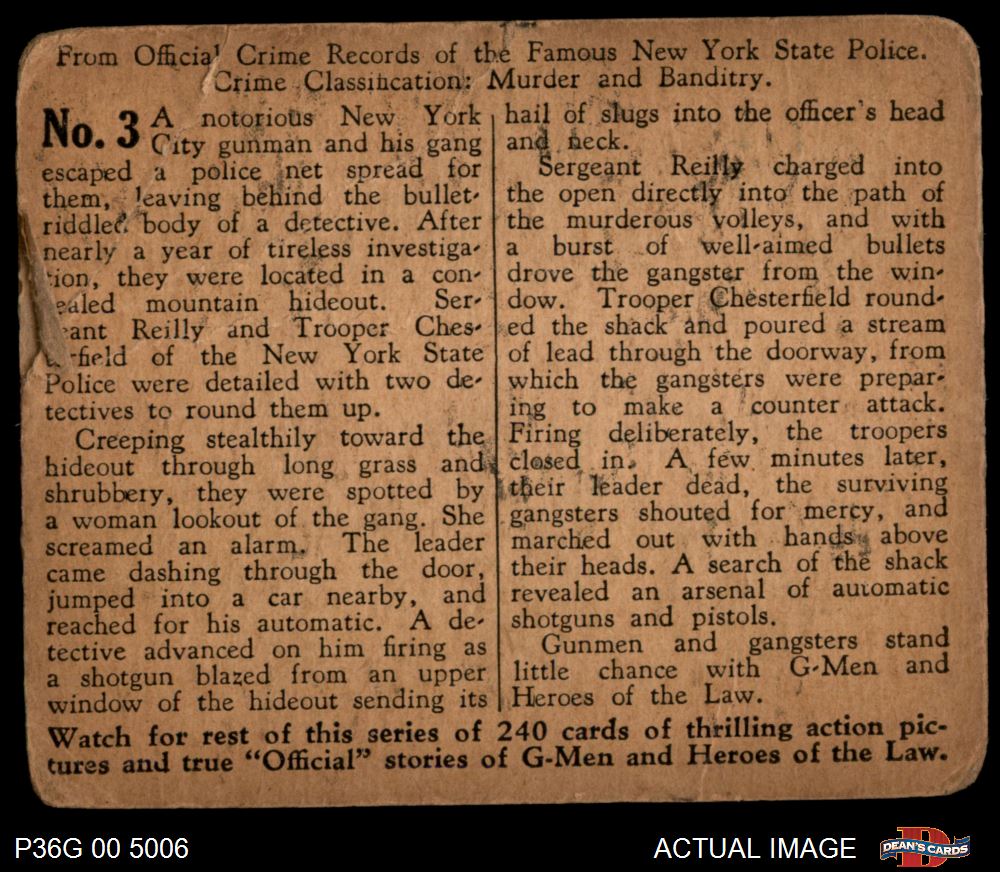 From Official Crime Records of the Famous New York State Police.
Crime Classification: Murder and Banditry.
No. 3 A notorious New York
City gunman and his gang
escaped a police net spread for
them, leaving behind the bullet-
riddled body of a detective. After
nearly a year of tireless investiga-
tion, they were located in a con-
cealed mountain hideout. Ser-
geant Reilly and Trooper Ches-
terfield of the New York State
Police were detailed with two de-
tectives to round them up.
Creeping stealthily toward the
hideout through long grass and
shrubbery, they were spotted by
a woman lookout of the gang. She
screamed an alarm. The leader
came dashing through the door,
jumped into a car nearby, and
reached for his automatic. A de-
tective advanced on him firing as
a shotgun blazed from an upper
window of the hideout sending its
hail of slugs into the officer's head
and neck.
Sergeant Reilly charged into
the open directly into the path of
the murderous volleys, and with
a burst of well-aimed bullets
drove the gangster from the win-
dow. Trooper Chesterfield round-
ed the shack and poured a stream
of lead through the doorway, from
which the gangsters were prepar-
ing to make a counter attack.
Firing deliberately, the troopers
closed in. A few minutes later,
their leader dead, the surviving
gangsters shouted for mercy, and
marched out with hands above
their heads. A search of the shack
revealed an arsenal of automatic
shotguns and pistols.
Gunmen and gangsters stand
little chance with G-Men and
Heroes of the Law.
Watch for rest of this series of 240 cards of thrilling action pic-
tures and true "Official" stories of G-Men and Heroes of the Law.
P36G 00 5006
ACTUAL IMAGE
D
DEAN'S CARDS